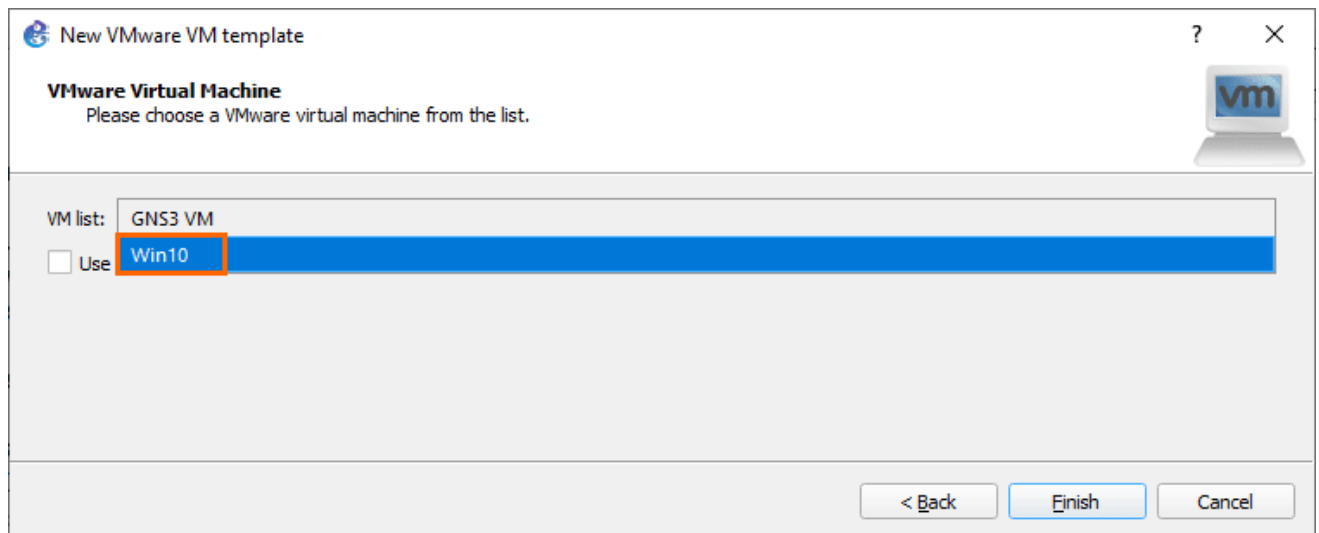 New VMware VM template
VMware Virtual Machine
Please choose a VMware virtual machine from the list.
vm
VM list: GNS3 VM
Use Win10
< Back Finish Cancel